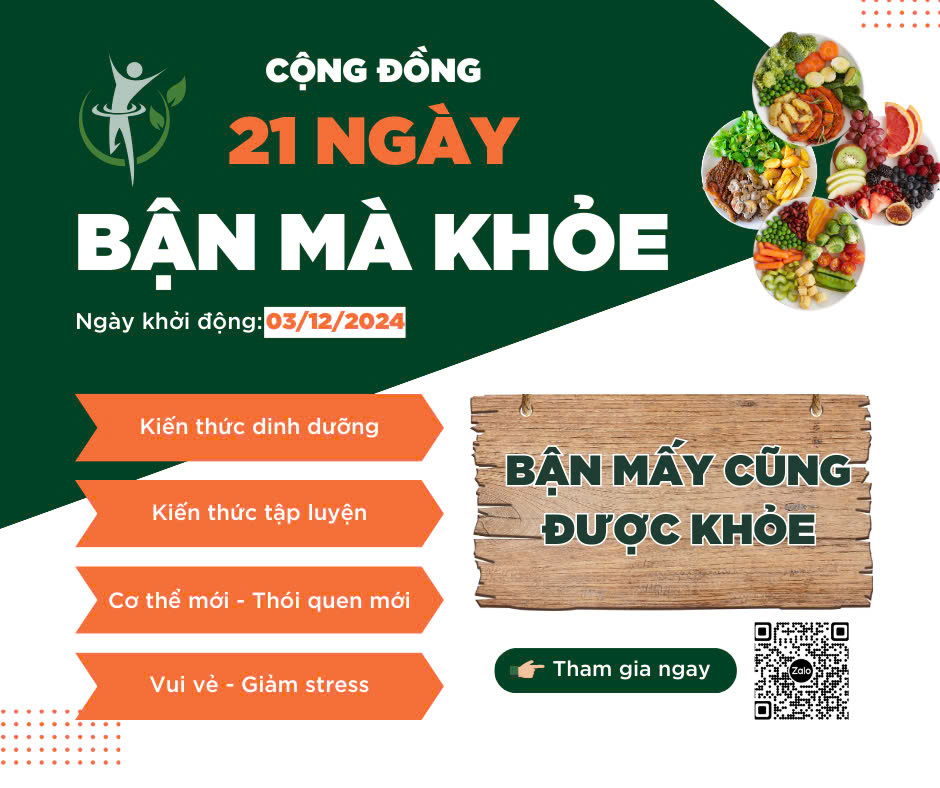 CỘNG ĐỒNG
21 NGÀY
BẬN MÀ KHỎE
Ngày khởi động: 03/12/2024
Kiến thức dinh dưỡng
Kiến thức tập luyện
Cơ thể mới - Thói quen mới
Vui vẻ - Giảm stress
BẬN MẤY CŨNG
ĐƯỢC KHỎE
Tham gia ngay
Zalo